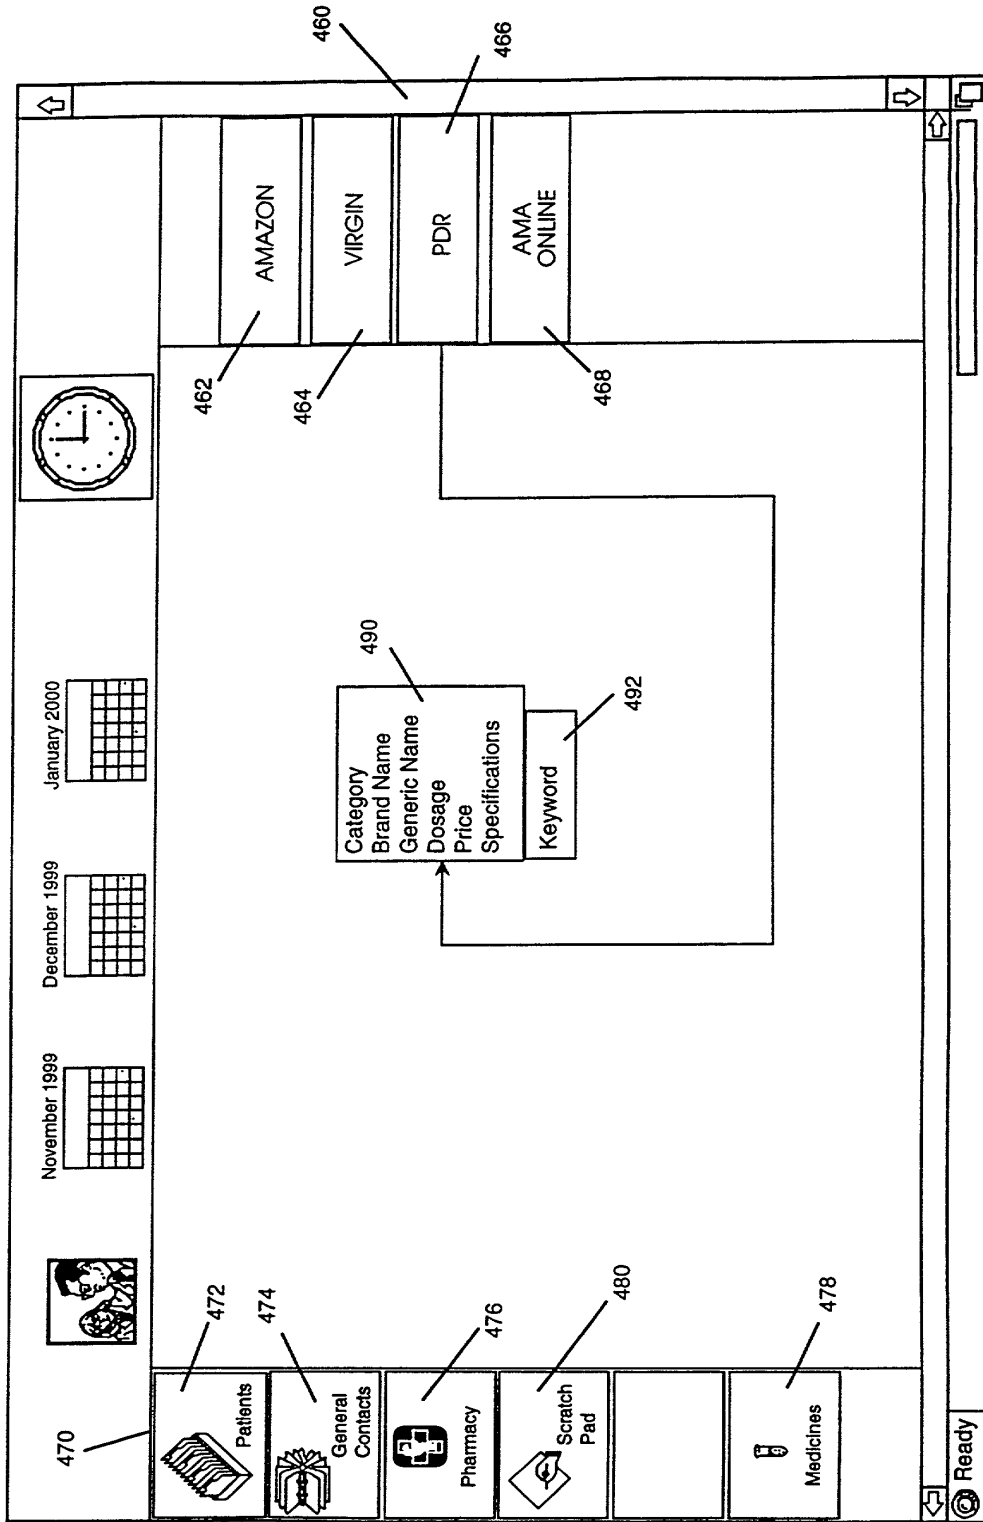 470
November 1999
December 1999
January 2000
472
Patients
474
General
Contacts
476
Pharmacy
480
Scratch
Pad
478
Medicines
490
Category
Brand Name
Generic Name
Dosage
Price
Specifications
492
Keyword
460
462
AMAZON
464
VIRGIN
466
PDR
468
AMA
ONLINE
Ready